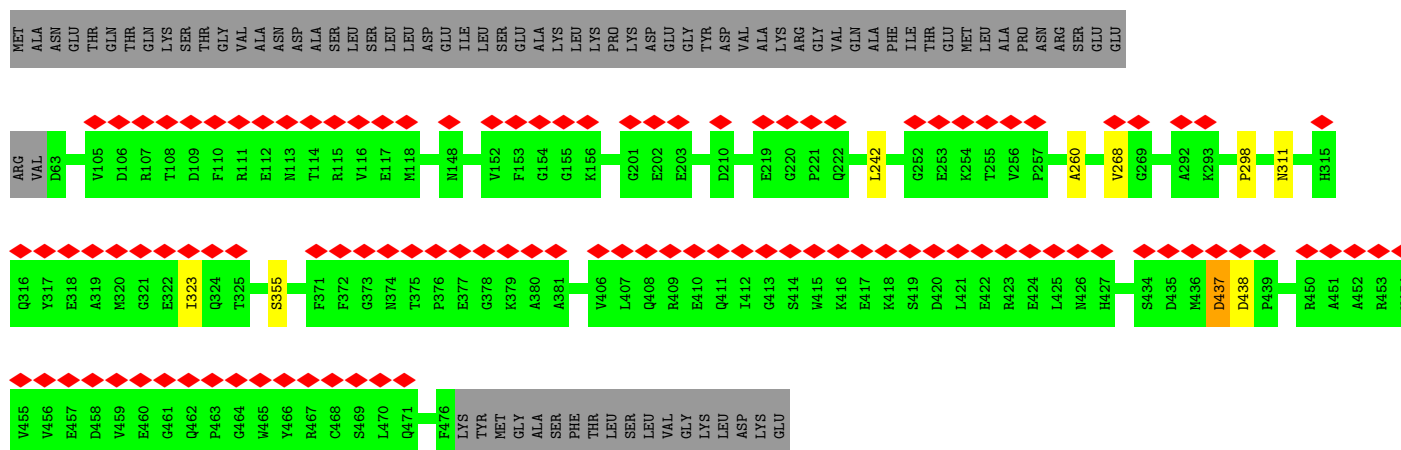 MET ALA ASN GLU THR GLN THR GLN LYS SER THR GLY VAL ALA ASN ASP ALA SER LEU SER LEU LEU ASP GLU ILE LEU SER GLU ALA LYS LEU LYS PRO LYS ASP GLU GLY TYR ASP VAL ALA LYS ARG GLY VAL GLN ALA PHE ILE THR GLU MET LEU ALA PRO ASN ARG SER GLU GLU
ARG VAL D63 V105 D106 R107 T108 D109 F110 R111 E112 N113 T114 R115 V116 E117 M118 N148 V152 F153 G154 G155 K156 G201 E202 E203 D210 E219 G220 P221 Q222 L242 G252 E253 K254 T255 V256 P257 A260 V268 G269 A292 K293 P298 N311 H315
Q316 Y317 E318 A319 M320 G321 E322 I323 Q324 T325 S355 F371 F372 G373 N374 T375 P376 E377 G378 K379 A380 A381 V406 L407 Q408 R409 E410 Q411 I412 G413 S414 W415 K416 E417 K418 S419 D420 L421 E422 R423 E424 L425 N426 H427 S434 D435 M436 D437 D438 P439 R450 A451 A452 R453
V455 V456 E457 D458 V459 E460 G461 Q462 P463 G464 W465 Y466 R467 C468 S469 L470 Q471 F476 LYS TYR MET GLY ALA SER PHE THR LEU SER LEU VAL GLY LYS LEU ASP LYS GLU